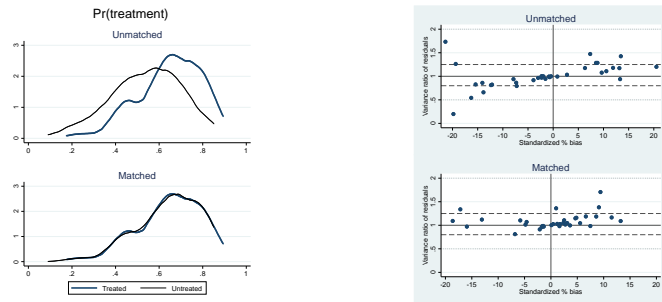 Pr(treatment)
Unmatched
3
2
1
0
0 .2 .4 .6 .8 1
Matched
3
2
1
0
0 .2 .4 .6 .8 1
Treated Untreated
Unmatched
Variance ratio of residuals
2
1.5
1
.5
0
-20 -15 -10 -5 0 5 10 15 20
Standardized % bias
Matched
Variance ratio of residuals
2
1.5
1
.5
0
-20 -15 -10 -5 0 5 10 15 20
Standardized % bias